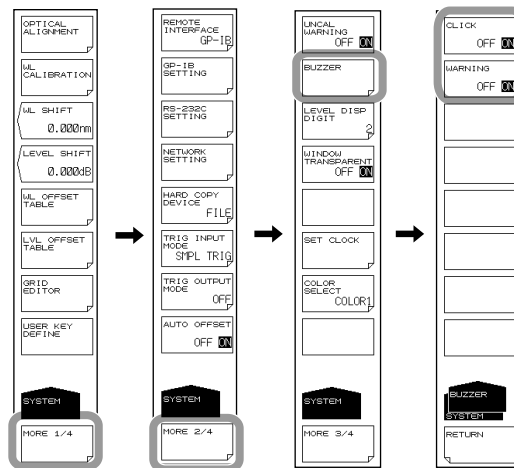 OPTICAL
ALIGNMENT
WL
CALIBRATION
WL SHIFT
0.000nm
LEVEL SHIFT
0.000dB
WL OFFSET
TABLE
LVL OFFSET
TABLE
GRID
EDITOR
USER KEY
DEFINE
SYSTEM
MORE 1/4
REMOTE
INTERFACE
GP-IB
GP-IB
SETTING
RS-232C
SETTING
NETWORK
SETTING
HARD COPY
DEVICE
FILE
TRIG INPUT
MODE
SMPL TRIG
TRIG OUTPUT
MODE
OFF
AUTO OFFSET
OFF ON
SYSTEM
MORE 2/4
UNCAL
WARNING
OFF ON
BUZZER
LEVEL DISP
DIGIT
2
WINDOW
TRANSPARENT
OFF ON
SET CLOCK
COLOR
SELECT
COLOR1
SYSTEM
MORE 3/4
CLICK
OFF ON
WARNING
OFF ON
BUZZER
SYSTEM
RETURN